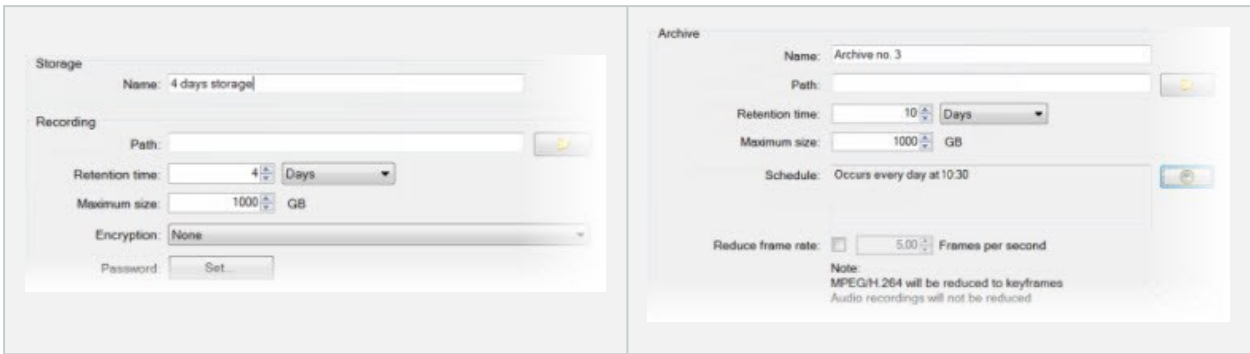 Storage
Name: 4 days storage
Recording
Path:
Retention time: 4 Days
Maximum size: 1000 GB
Encryption: None
Password: Set...
Archive
Name: Archive no. 3
Path:
Retention time: 10 Days
Maximum size: 1000 GB
Schedule: Occurs every day at 10:30
Reduce frame rate: 5.00 Frames per second
Note:
MPEG/H.264 will be reduced to keyframes
Audio recordings will not be reduced